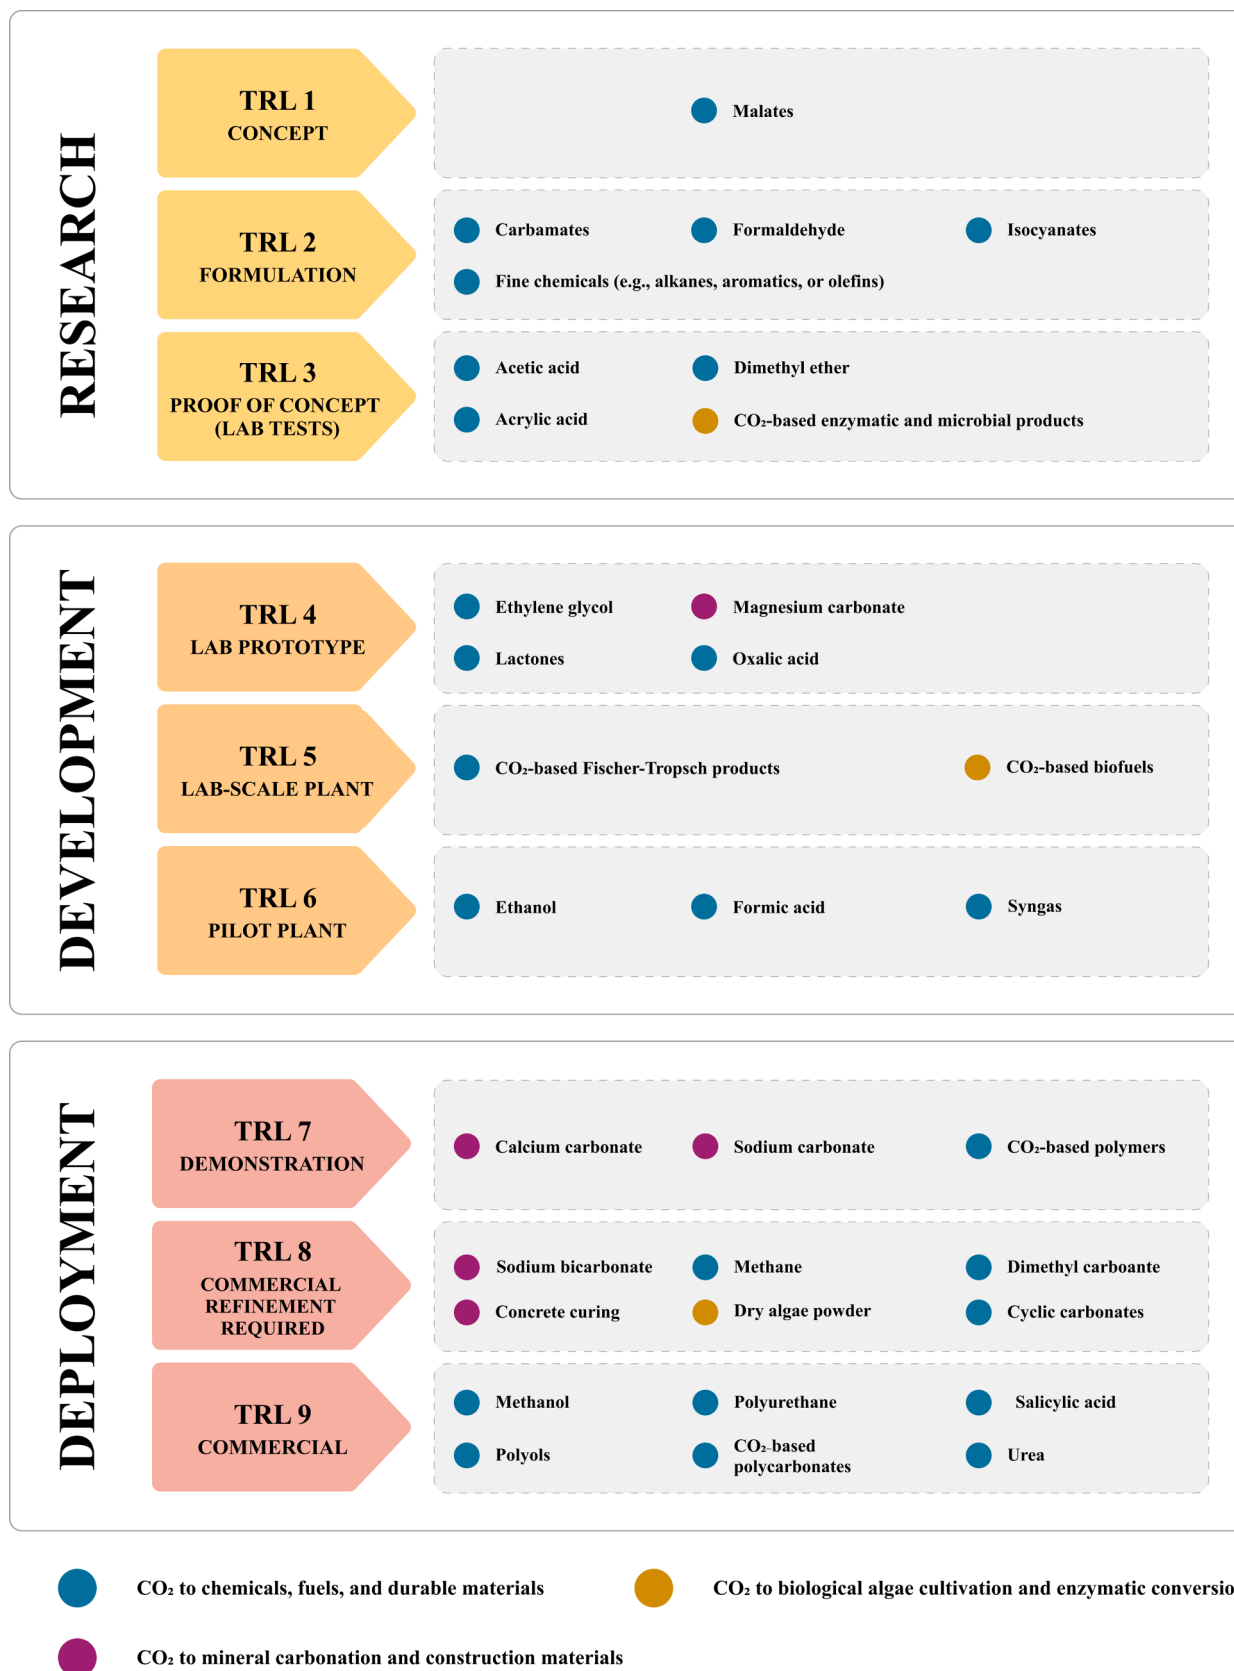 RESEARCH
TRL 1
CONCEPT
Malates
TRL 2
FORMULATION
Carbamates
Formaldehyde
Isocyanates
Fine chemicals (e.g., alkanes, aromatics, or olefins)
TRL 3
PROOF OF CONCEPT
(LAB TESTS)
Acetic acid
Dimethyl ether
Acrylic acid
CO₂-based enzymatic and microbial products
DEVELOPMENT
TRL 4
LAB PROTOTYPE
Ethylene glycol
Magnesium carbonate
Lactones
Oxalic acid
TRL 5
LAB-SCALE PLANT
CO₂-based Fischer-Tropsch products
CO₂-based biofuels
TRL 6
PILOT PLANT
Ethanol
Formic acid
Syngas
DEPLOYMENT
TRL 7
DEMONSTRATION
Calcium carbonate
Sodium carbonate
CO₂-based polymers
TRL 8
COMMERCIAL
REFINEMENT
REQUIRED
Sodium bicarbonate
Methane
Dimethyl carboante
Concrete curing
Dry algae powder
Cyclic carbonates
TRL 9
COMMERCIAL
Methanol
Polyurethane
Salicylic acid
Polyols
CO₂-based
polycarbonates
Urea
CO₂ to chemicals, fuels, and durable materials
CO₂ to biological algae cultivation and enzymatic conversio
CO₂ to mineral carbonation and construction materials